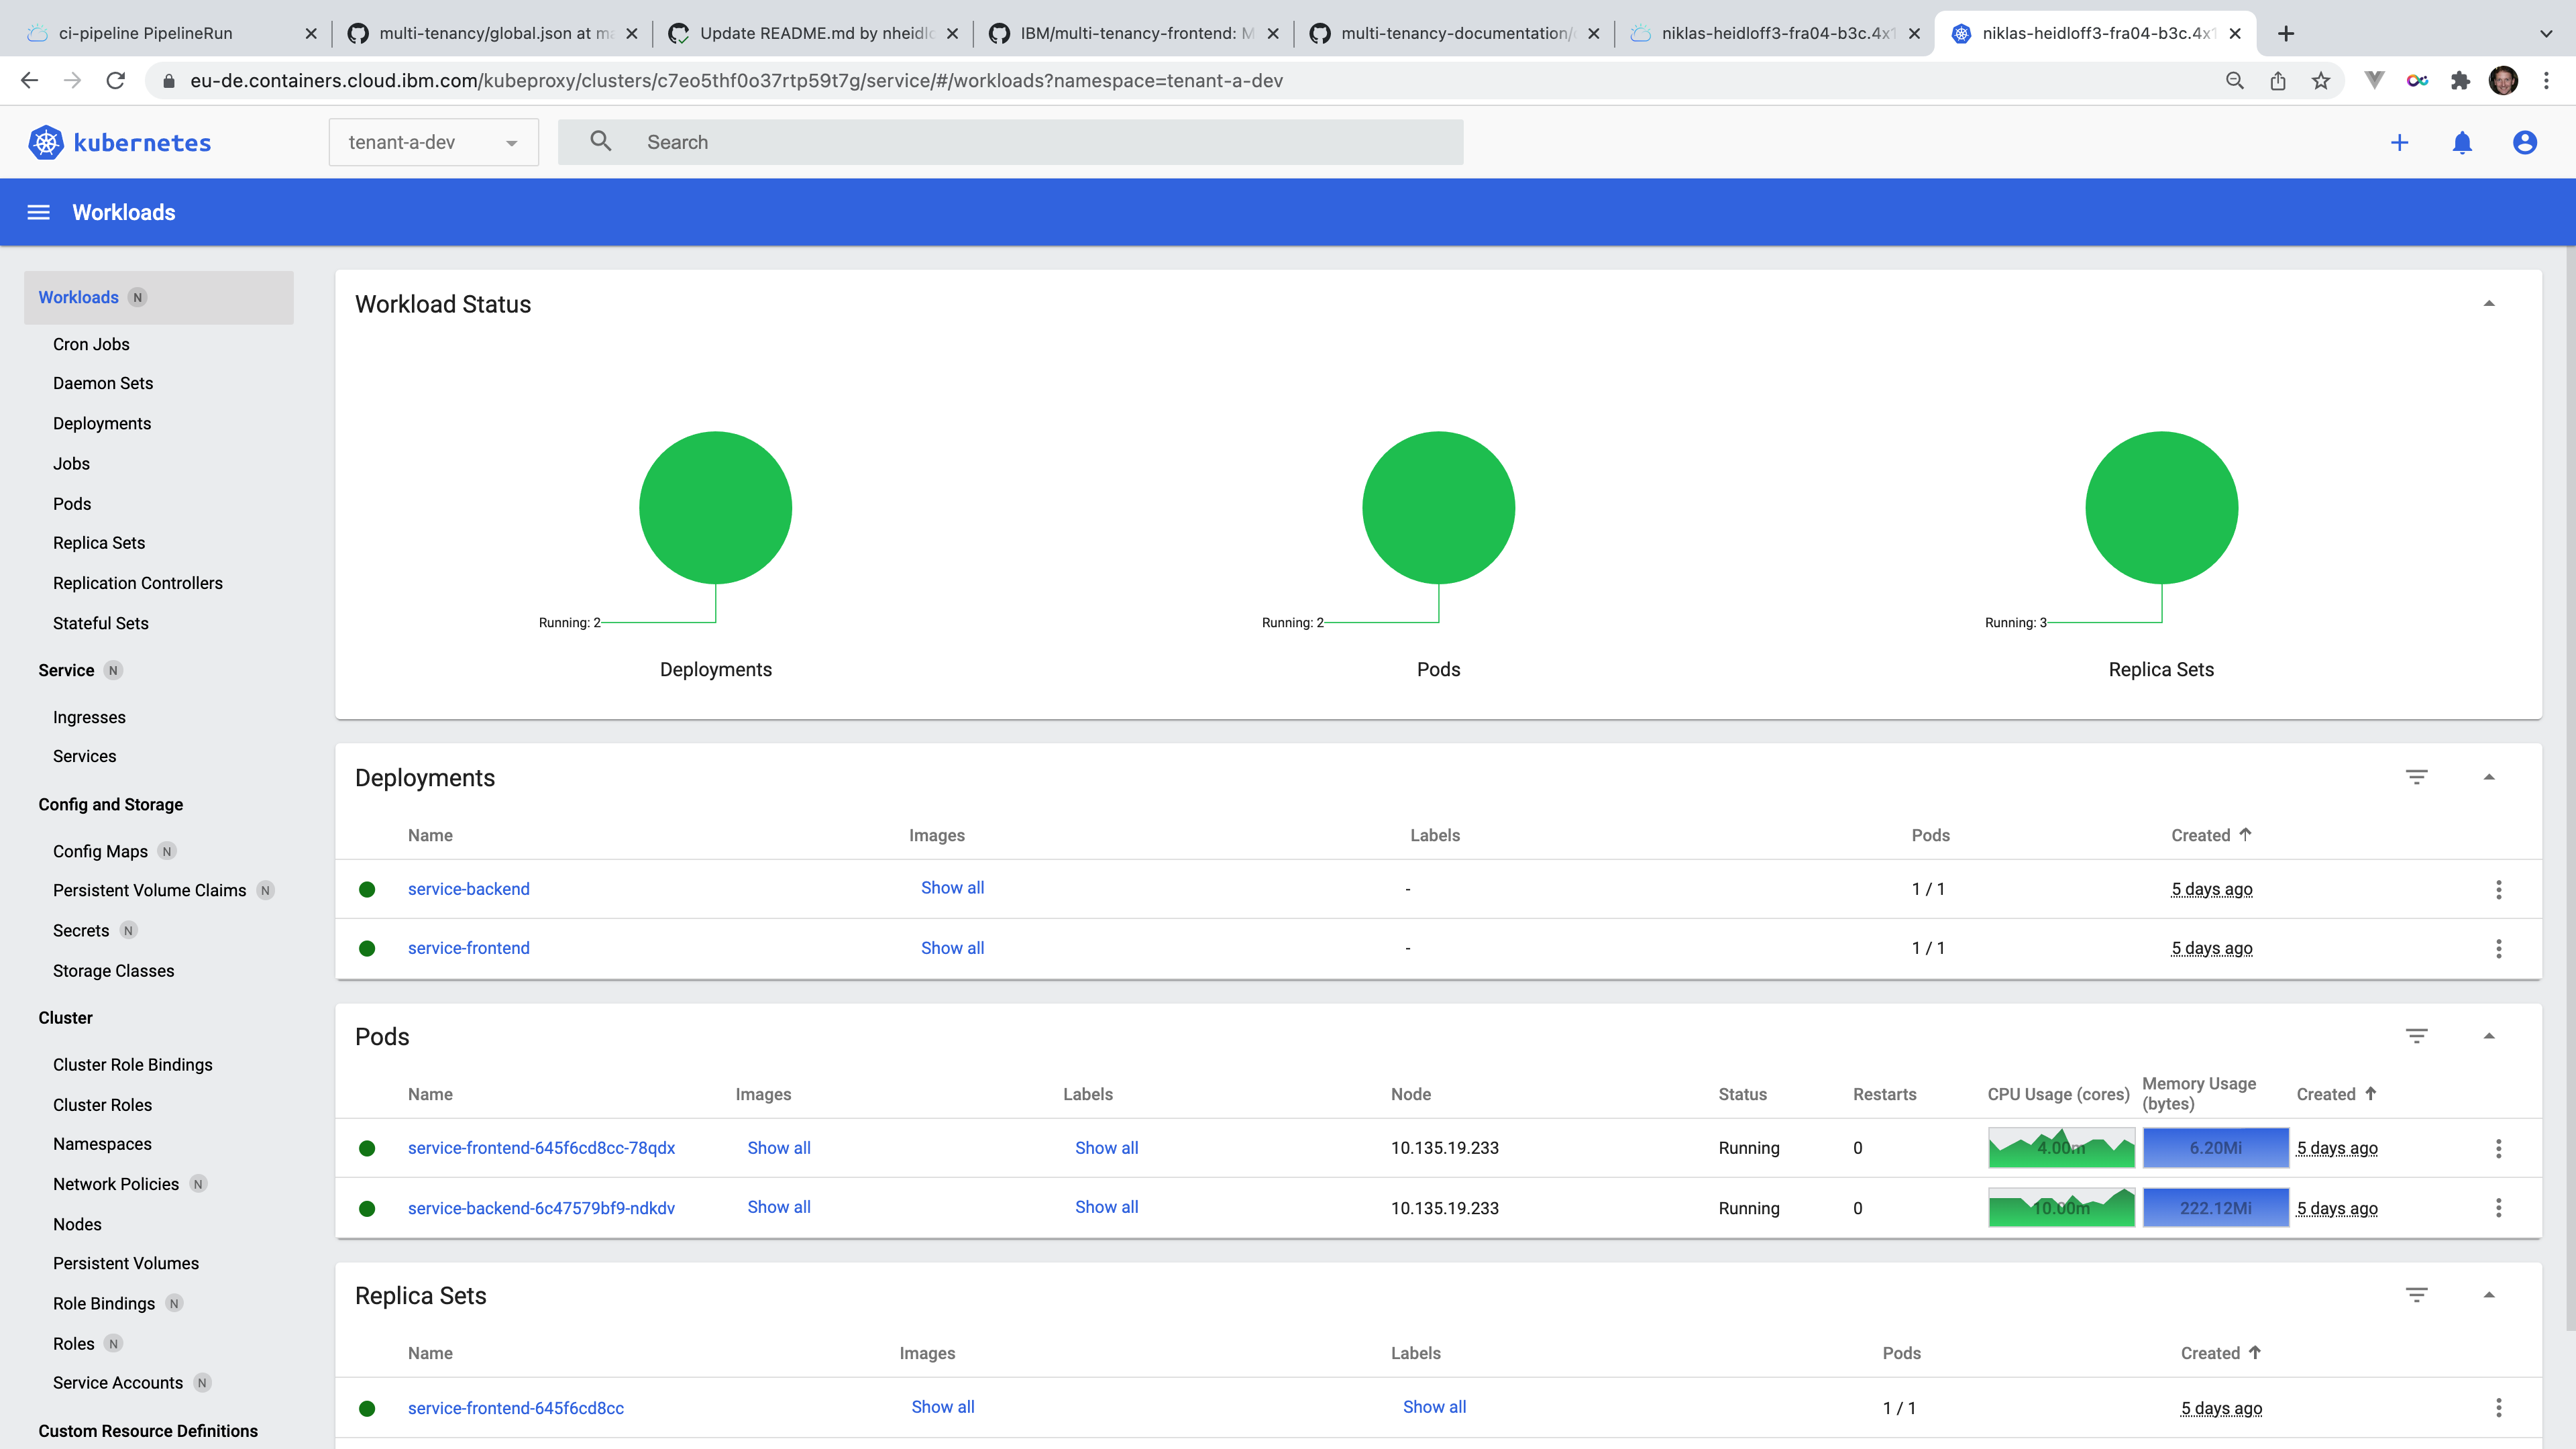 ci-pipeline PipelineRun
multi-tenancy/global.json at ma
Update README.md by nheidlo
IBM/multi-tenancy-frontend: M
multi-tenancy-documentation/
niklas-heidloff3-fra04-b3c.4x1
niklas-heidloff3-fra04-b3c.4x1
eu-de.containers.cloud.ibm.com/kubeproxy/clusters/c7eo5thf0o37rtp59t7g/service/#/workloads?namespace=tenant-a-dev
kubernetes
tenant-a-dev
Search
Workloads
Workloads N
Cron Jobs
Daemon Sets
Deployments
Jobs
Pods
Replica Sets
Replication Controllers
Stateful Sets
Service N
Ingresses
Services
Config and Storage
Config Maps N
Persistent Volume Claims N
Secrets N
Storage Classes
Cluster
Cluster Role Bindings
Cluster Roles
Namespaces
Network Policies N
Nodes
Persistent Volumes
Role Bindings N
Roles N
Service Accounts N
Custom Resource Definitions
Workload Status
Running: 2
Deployments
Running: 2
Pods
Running: 3
Replica Sets
Deployments
Name Images Labels Pods Created
service-backend Show all - 1 / 1 5 days ago
service-frontend Show all - 1 / 1 5 days ago
Pods
Name Images Labels Node Status Restarts CPU Usage (cores) Memory Usage (bytes) Created
service-frontend-645f6cd8cc-78qdx Show all Show all 10.135.19.233 Running 0 4.00m 6.20Mi 5 days ago
service-backend-6c47579bf9-ndkdv Show all Show all 10.135.19.233 Running 0 10.00m 222.12Mi 5 days ago
Replica Sets
Name Images Labels Pods Created
service-frontend-645f6cd8cc Show all Show all 1 / 1 5 days ago